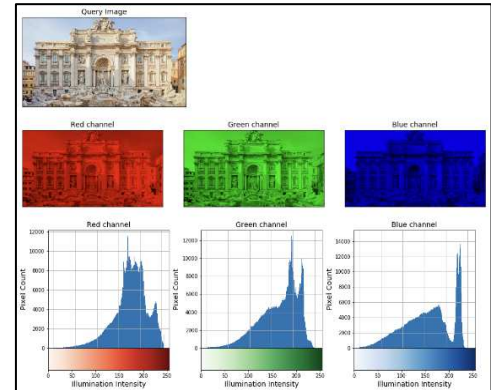 Query Image
Red channel
Green channel
Blue channel
Red channel
Green channel
Blue channel
Pixel Count
12000
10000
8000
6000
4000
2000
0
0 50 100 150 200 250
Illumination Intensity
Pixel Count
12000
10000
8000
6000
4000
2000
0
0 50 100 150 200 250
Illumination Intensity
Pixel Count
14000
12000
10000
8000
6000
4000
2000
0
0 50 100 150 200 250
Illumination Intensity